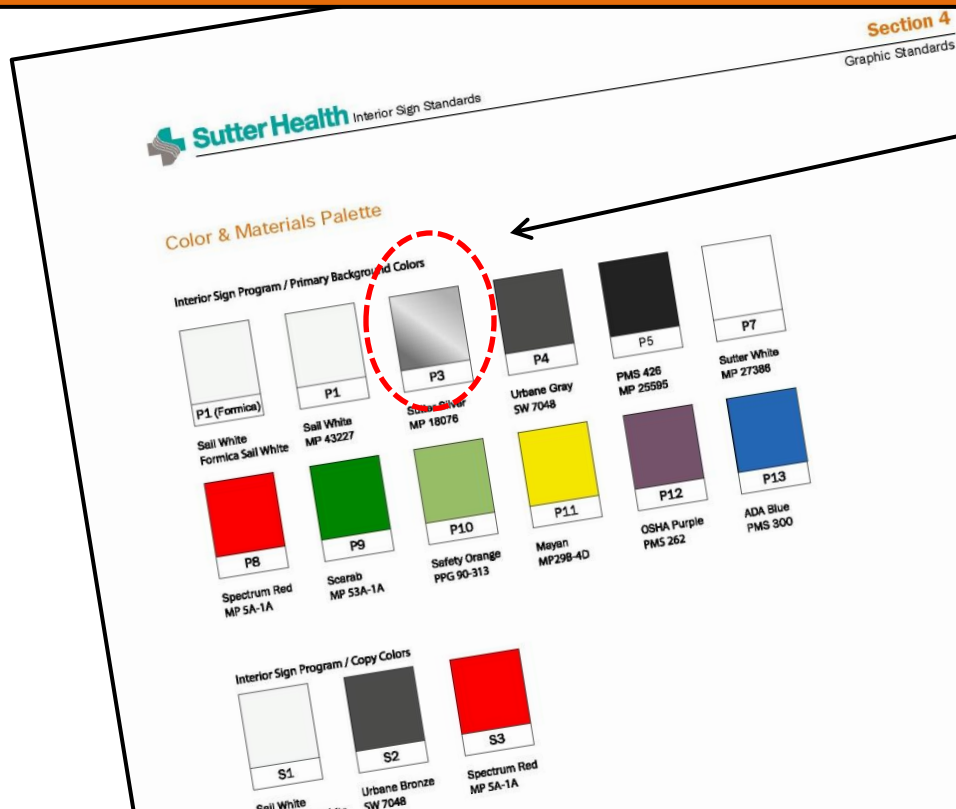 Section 4
Graphic Standards
Sutter Health Interior Sign Standards
Color & Materials Palette
Interior Sign Program / Primary Background Colors
P1 (Formica)
P1
P3
P4
P5
P7
Sail White
Formica Sail White
Sail White
MP 43227
Sutter Silver
MP 18076
Urbane Gray
SW 7048
PMS 426
MP 25595
Sutter White
MP 27386
P8
P9
P10
P11
P12
P13
Spectrum Red
MP 5A-1A
Scarab
MP 53A-1A
Safety Orange
PPG 90-313
Mayan
MP29B-4D
OSHA Purple
PMS 262
ADA Blue
PMS 300
Interior Sign Program / Copy Colors
S1
S2
S3
Sail White
Urbane Bronze
SW 7048
Spectrum Red
MP 5A-1A